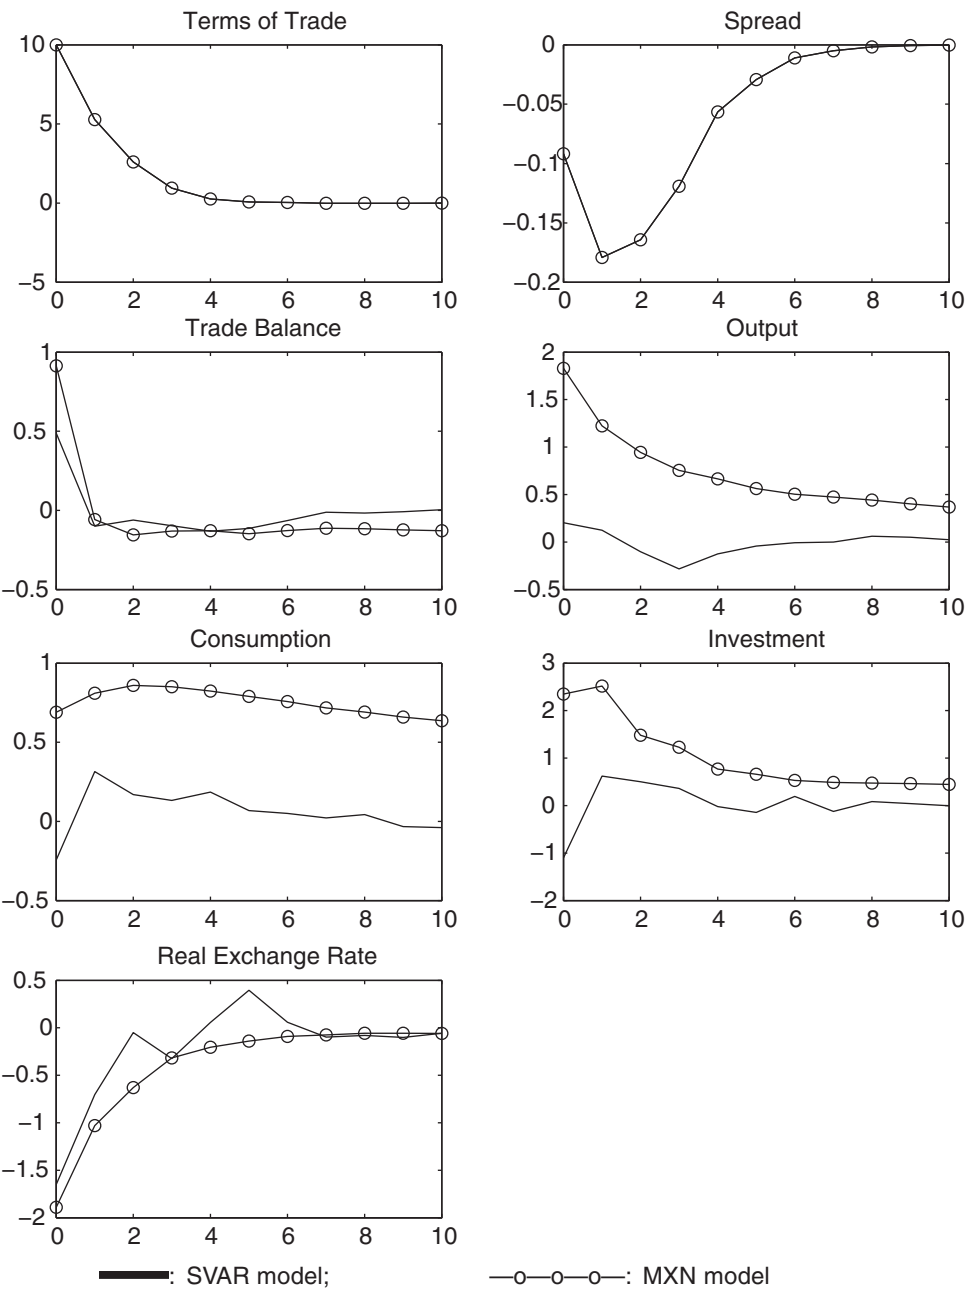 Terms of Trade
10
5
0
−5
0 2 4 6 8 10
Spread
0
−0.05
−0.1
−0.15
−0.2
0 2 4 6 8 10
Trade Balance
1
0.5
0
−0.5
0 2 4 6 8 10
Output
2
1.5
1
0.5
0
−0.5
0 2 4 6 8 10
Consumption
1
0.5
0
−0.5
0 2 4 6 8 10
Investment
3
2
1
0
−1
−2
0 2 4 6 8 10
Real Exchange Rate
0.5
0
−0.5
−1
−1.5
−2
0 2 4 6 8 10
: SVAR model;
—o—o—o—: MXN model